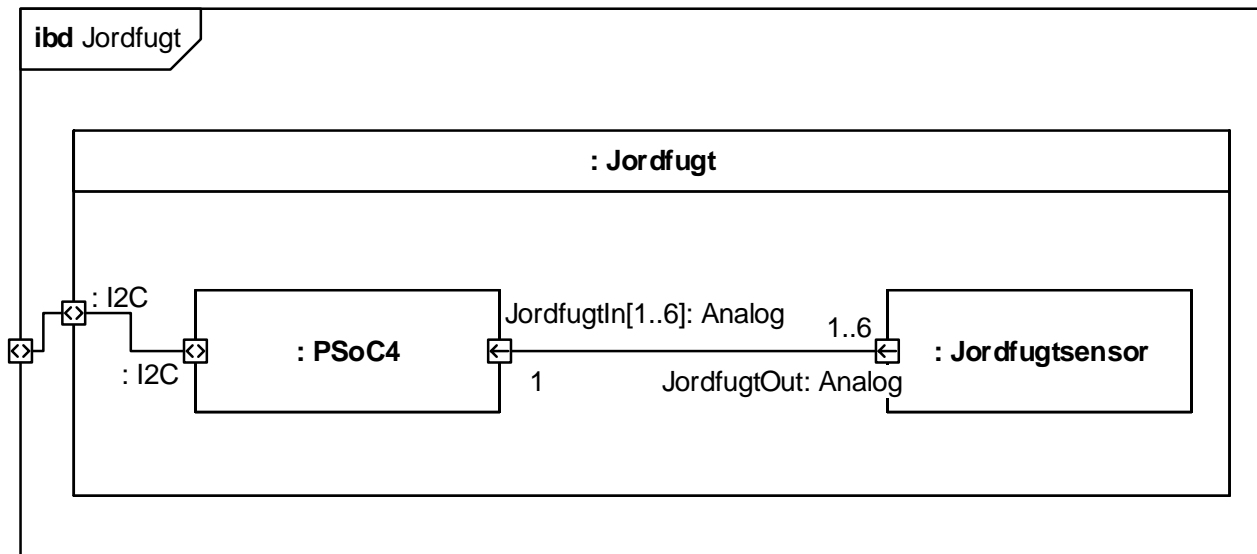 ibd Jordfugt
: Jordfugt
: I2C
JordfugtIn[1..6]: Analog
1..6
: PSoC4
: Jordfugtsensor
: I2C
1
JordfugtOut: Analog